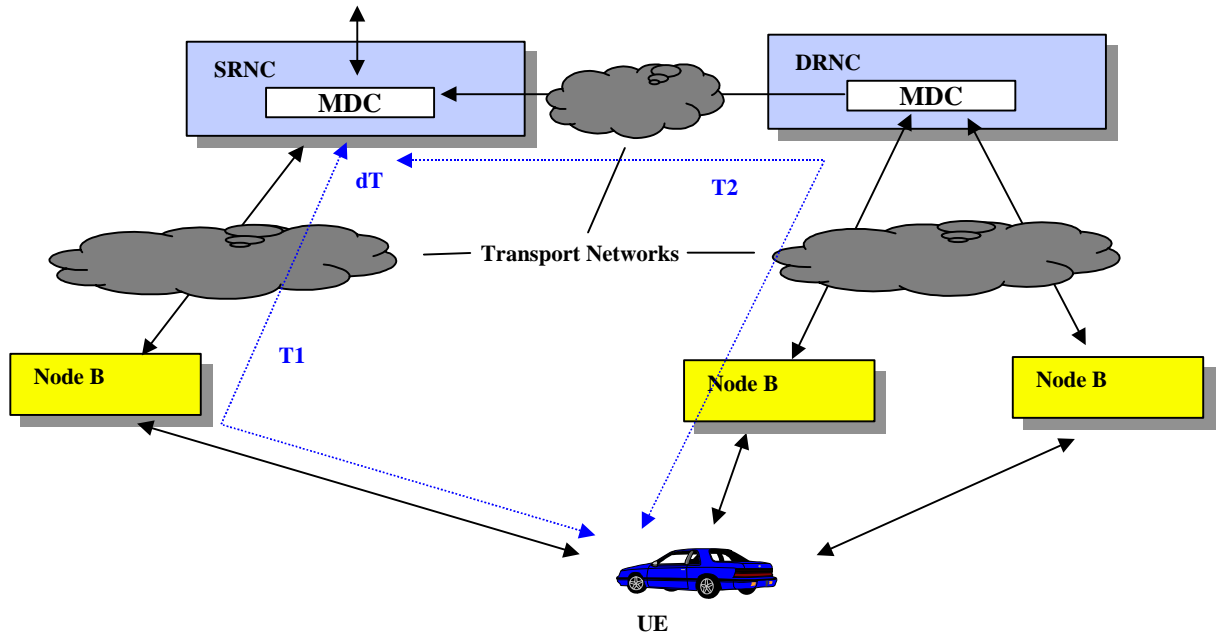 SRNC
MDC
DRNC
MDC
dT
T2
Transport Networks
T1
Node B
Node B
Node B
UE